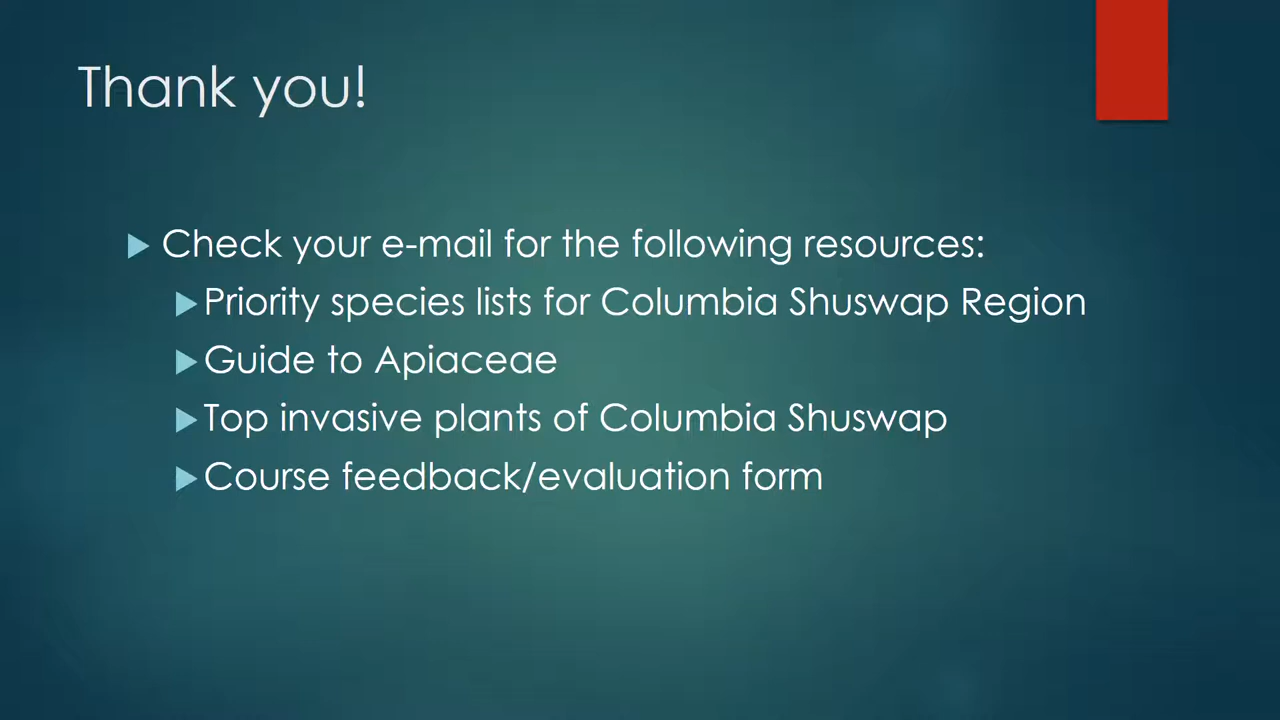 Thank you!
Check your e-mail for the following resources:
Priority species lists for Columbia Shuswap Region
Guide to Apiaceae
Top invasive plants of Columbia Shuswap
Course feedback/evaluation form